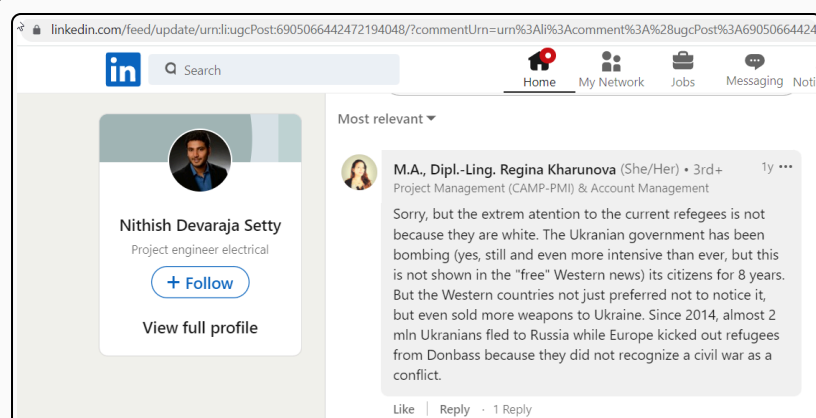 linkedin.com/feed/update/urn:li:ugcPost:6905066442472194048/?commentUrn=urn%3Ali%3Acomment%3A%28ugcPost%3A6905066424
in
Search
Home
My Network
Jobs
Messaging
Noti
Most relevant
Nithish Devaraja Setty
Project engineer electrical
+ Follow
View full profile
M.A., Dipl.-Ling. Regina Kharunova (She/Her) • 3rd+
1y •••
Project Management (CAMP-PMI) & Account Management
Sorry, but the extrem atention to the current refegees is not
because they are white. The Ukranian government has been
bombing (yes, still and even more intensive than ever, but this
is not shown in the "free" Western news) its citizens for 8 years.
But the Western countries not just preferred not to notice it,
but even sold more weapons to Ukraine. Since 2014, almost 2
mln Ukranians fled to Russia while Europe kicked out refugees
from Donbass because they did not recognize a civil war as a
conflict.
Like | Reply · 1 Reply